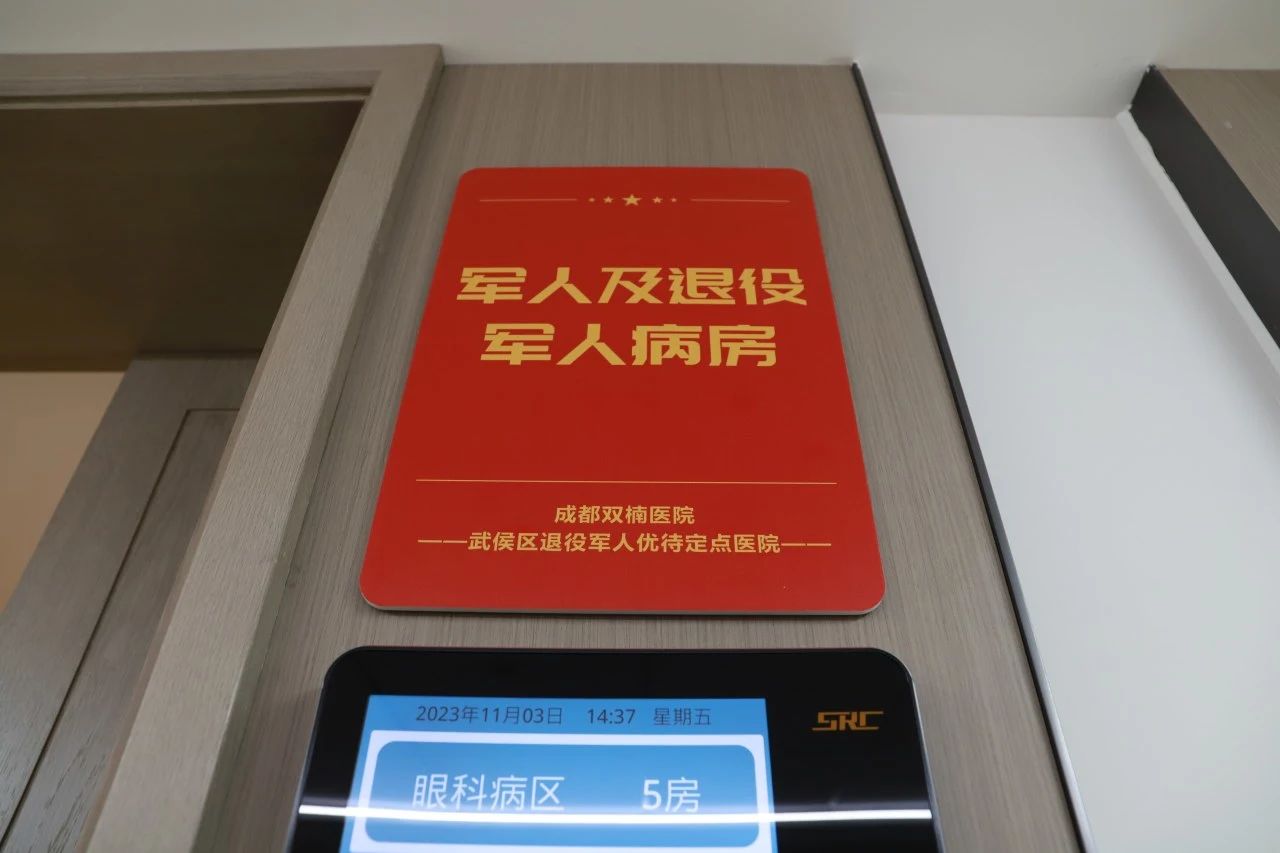 军人及退役
军人病房
成都双楠医院
——武侯区退役军人优待定点医院——
2023年11月03日 14:37 星期五
SKC
眼科病区 5房